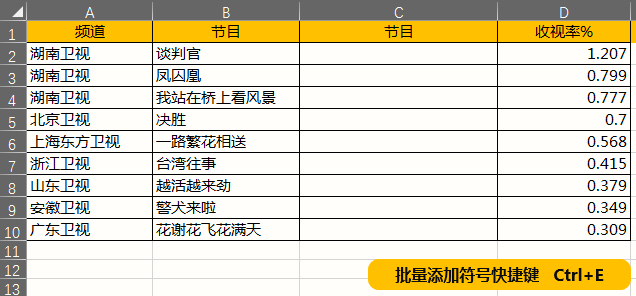 A B C D
1 频道 节目 节目 收视率%
2 湖南卫视 谈判官 1.207
3 湖南卫视 凤囚凰 0.799
4 湖南卫视 我站在桥上看风景 0.777
5 北京卫视 决胜 0.7
6 上海东方卫视 一路繁花相送 0.568
7 浙江卫视 台湾往事 0.415
8 山东卫视 越活越来劲 0.379
9 安徽卫视 警犬来啦 0.349
10 广东卫视 花谢花飞花满天 0.309
11
12 批量添加符号快捷键 Ctrl+E
13